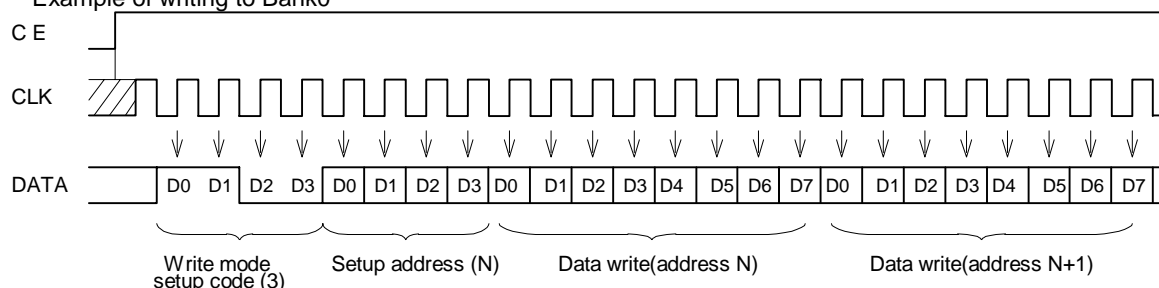 Example of writing to Bank0
C E
CLK
DATA
D0 D1 D2 D3 D0 D1 D2 D3 D0 D1 D2 D3 D4 D5 D6 D7 D0 D1 D2 D3 D4 D5 D6 D7
Write mode
setup code (3)
Setup address (N)
Data write(address N)
Data write(address N+1)